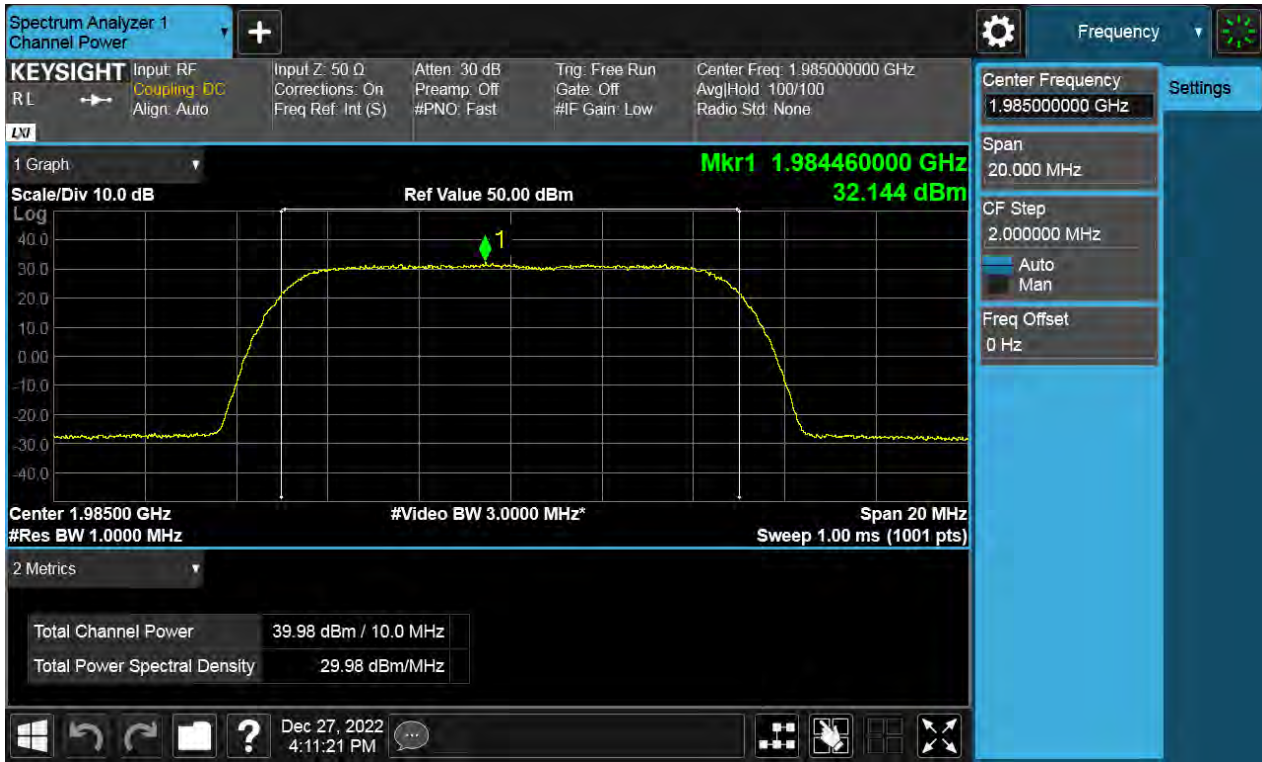 Spectrum Analyzer 1
Channel Power
+
Frequency
KEYSIGHT
RL
LXI
Input: RF
Coupling: DC
Align: Auto
Input Z: 50 Ω
Corrections: On
Freq Ref: Int (S)
Atten: 30 dB
Preamp: Off
#PNO: Fast
Trig: Free Run
Gate: Off
#IF Gain: Low
Center Freq: 1.985000000 GHz
Avg|Hold: 100/100
Radio Std: None
Center Frequency
1.985000000 GHz
Settings
Span
20.000 MHz
CF Step
2.000000 MHz
Auto
Man
Freq Offset
0 Hz
1 Graph
Mkr1 1.984460000 GHz
32.144 dBm
Scale/Div 10.0 dB
Ref Value 50.00 dBm
Log
40.0
1
30.0
20.0
10.0
0.00
-10.0
-20.0
-30.0
-40.0
Center 1.98500 GHz
#Video BW 3.0000 MHz*
Span 20 MHz
#Res BW 1.0000 MHz
Sweep 1.00 ms (1001 pts)
2 Metrics
Total Channel Power 39.98 dBm / 10.0 MHz
Total Power Spectral Density 29.98 dBm/MHz
?
Dec 27, 2022
4:11:21 PM